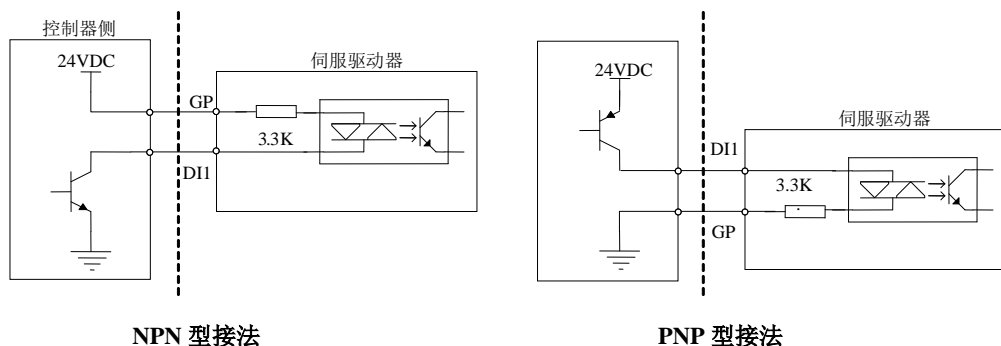 控制器侧
24VDC
伺服驱动器
GP
3.3K
DI1
NPN 型接法
24VDC
伺服驱动器
DI1
3.3K
GP
PNP 型接法